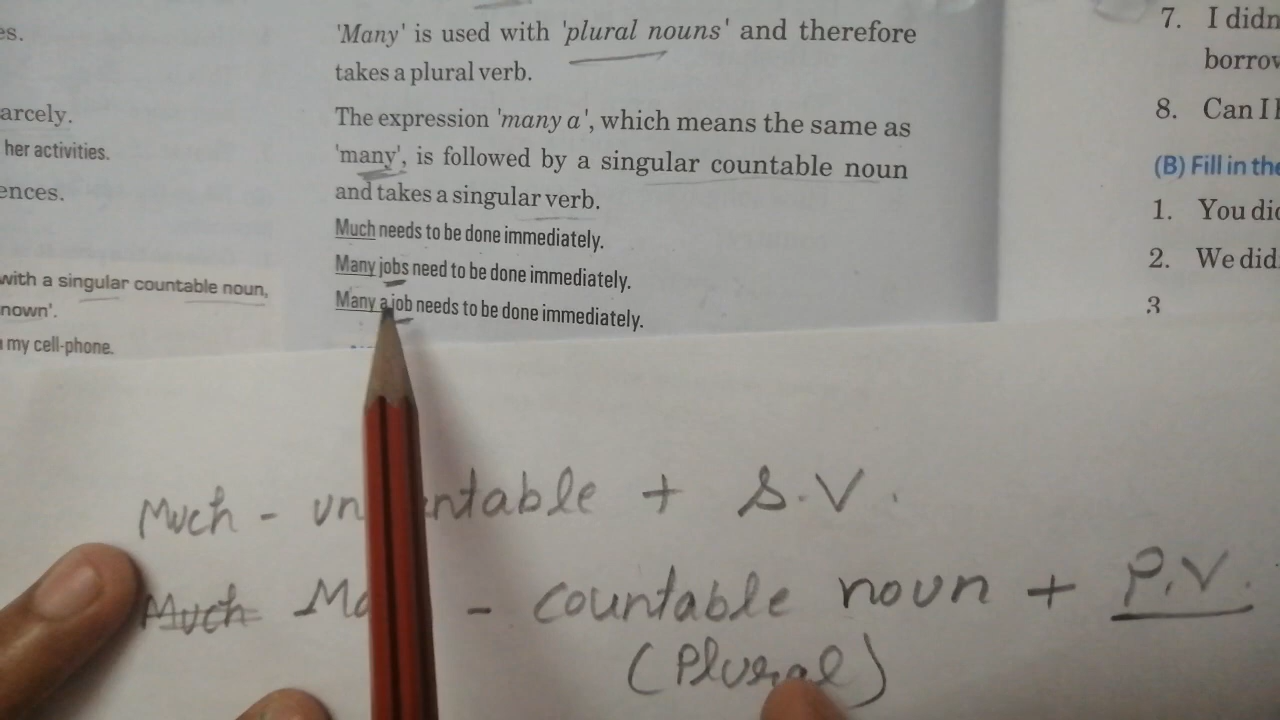 es.
arcely.
her activities.
ences.
with a singular countable noun,
nown'.
my cell-phone.
'Many' is used with 'plural nouns' and therefore
takes a plural verb.
The expression 'many a', which means the same as
'many', is followed by a singular countable noun
and takes a singular verb.
Much needs to be done immediately.
Many jobs need to be done immediately.
Many a job needs to be done immediately.
7. I didn
borrow
8. Can I
(B) Fill in the
1. You did
2. We did
3
Much - un ntable + S.V.
Much Ma - countable noun + P.V.
(Plural)